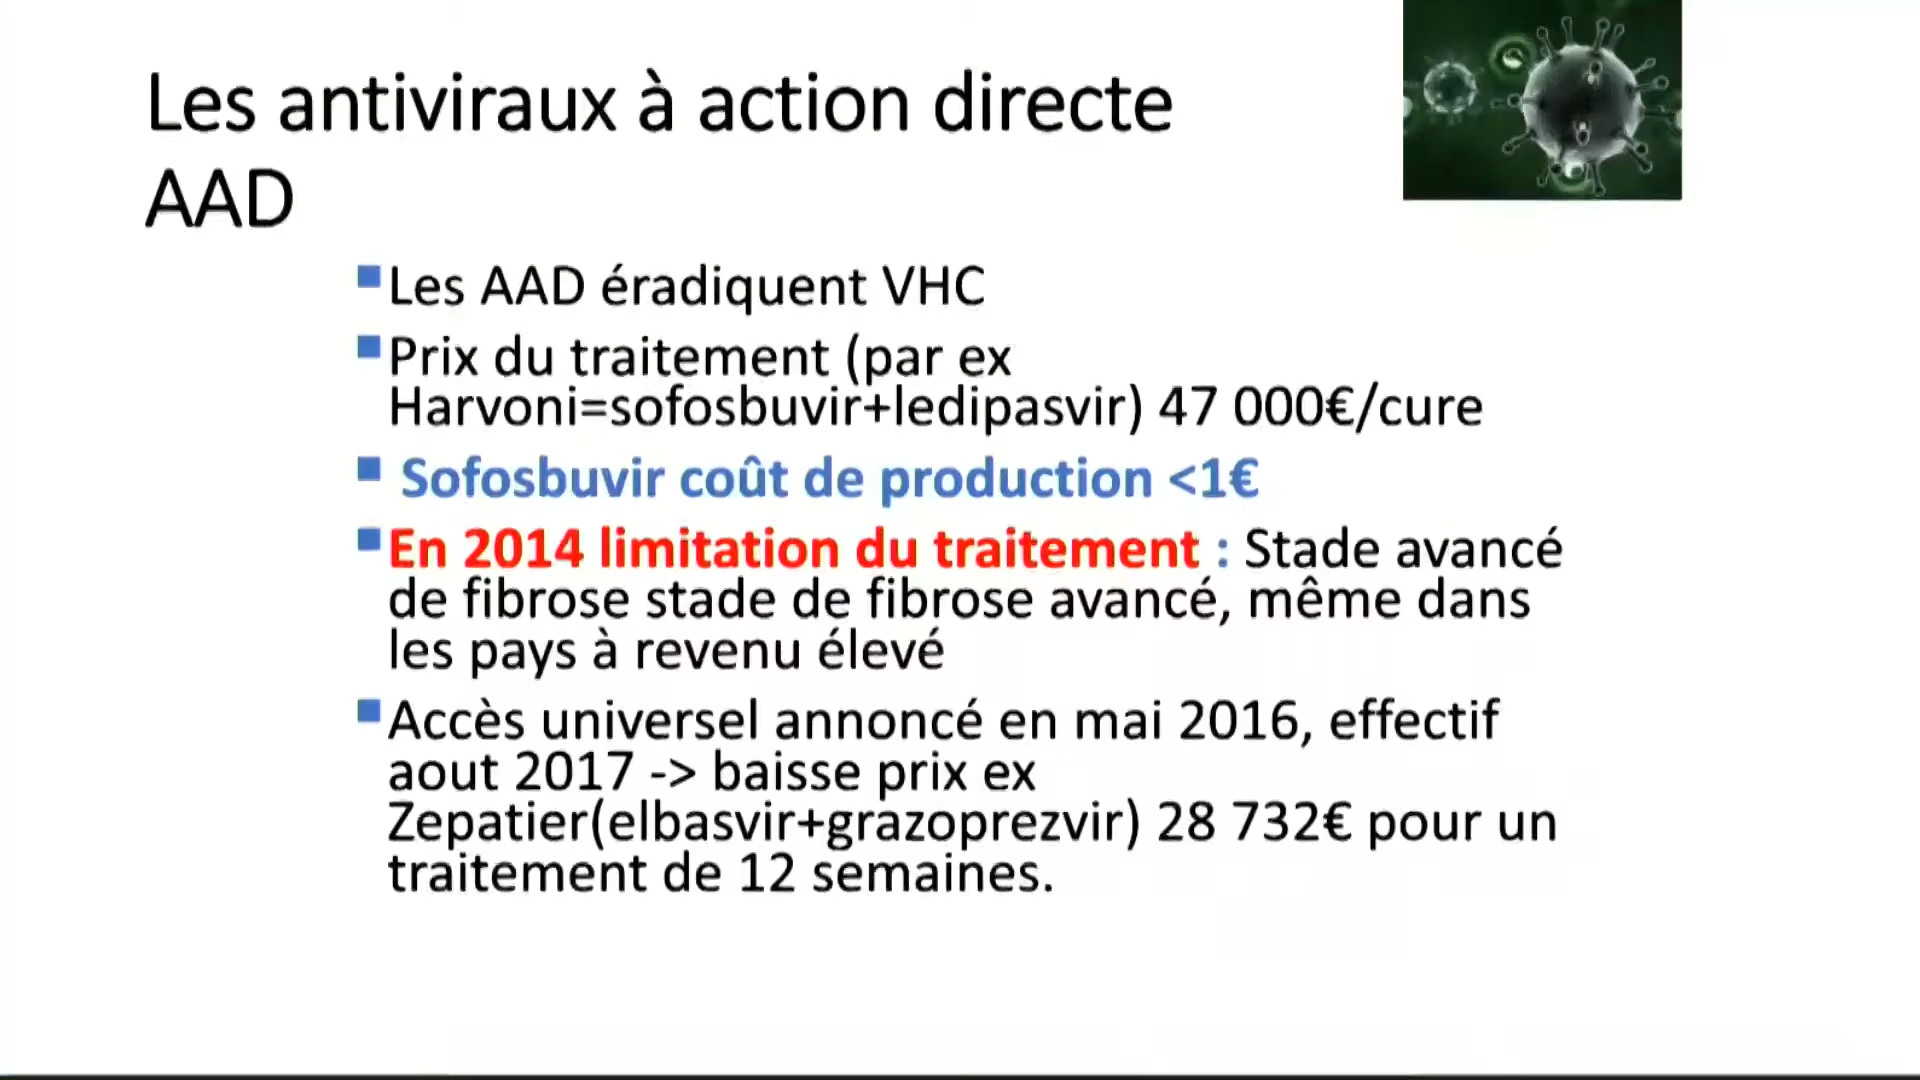 Les antiviraux à action directe
AAD
Les AAD éradiquent VHC
Prix du traitement (par ex
Harvoni=sofosbuvir+ledipasvir) 47 000€/cure
Sofosbuvir coût de production <1€
En 2014 limitation du traitement : Stade avancé
de fibrose stade de fibrose avancé, même dans
les pays à revenu élevé
Accès universel annoncé en mai 2016, effectif
aout 2017 -> baisse prix ex
Zepatier(elbasvir+grazoprezvir) 28 732€ pour un
traitement de 12 semaines.